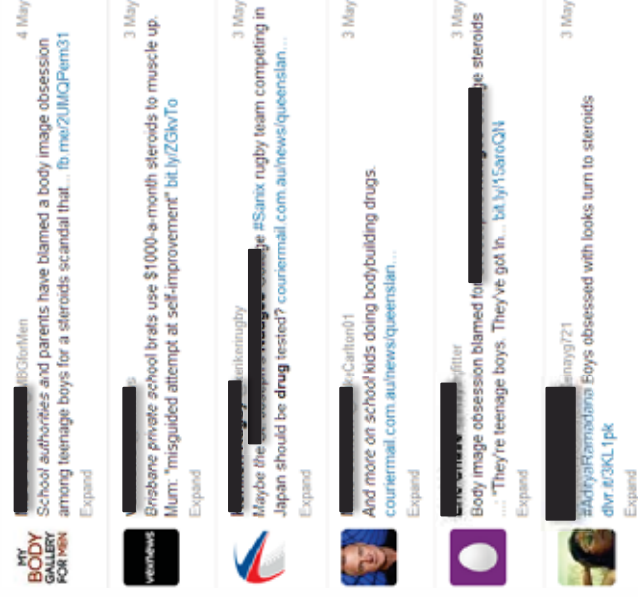 4 May
School authorities and parents have blamed a body image obsession
among teenage boys for a steroids scandal that... fb.me/2UMQPem31
Expand
MY
BODY
GALLERY
FOR MEN
3 May
Brisbane private school brats use $1000-a-month steroids to muscle up.
Mum: "misguided attempt at self-improvement" bit.ly/ZGkvTo
Expand
vexnews
3 May
Maybe the #Sanix rugby team competing in
Japan should be drug tested? couriermail.com.au/news/queenslan...
Expand
3 May
rCarlton01
And more on school kids doing bodybuilding drugs.
couriermail.com.au/news/queenslan...
Expand
3 May
Body image obsession blamed for steroids
.... "They're teenage boys. They've got in... bit.ly/15aroQN
Expand
3 May
enayg721
#AdityaRamadana Boys obsessed with looks turn to steroids
dlvr.it/3KL1pk
Expand